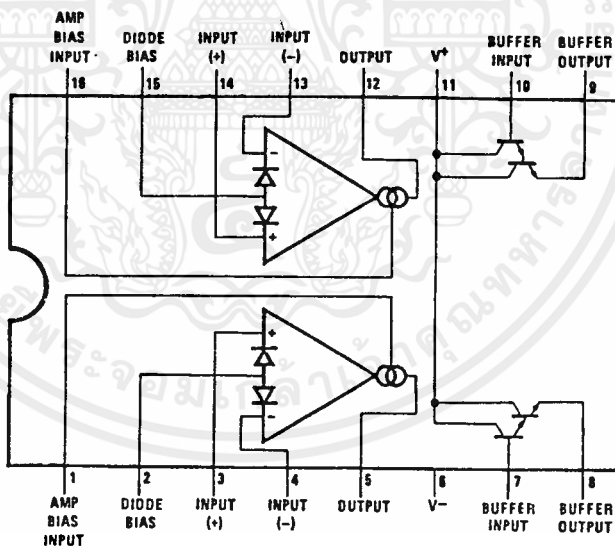 AMP
BIAS
INPUT
DIODE
BIAS
INPUT
(+)
INPUT
(–)
OUTPUT
V+
BUFFER
INPUT
BUFFER
OUTPUT
16 15 14 13 12 11 10 9
–
+
+
–
1 2 3 4 5 6 7 8
AMP
BIAS
INPUT
DIODE
BIAS
INPUT
(+)
INPUT
(–)
OUTPUT
V–
BUFFER
INPUT
BUFFER
OUTPUT